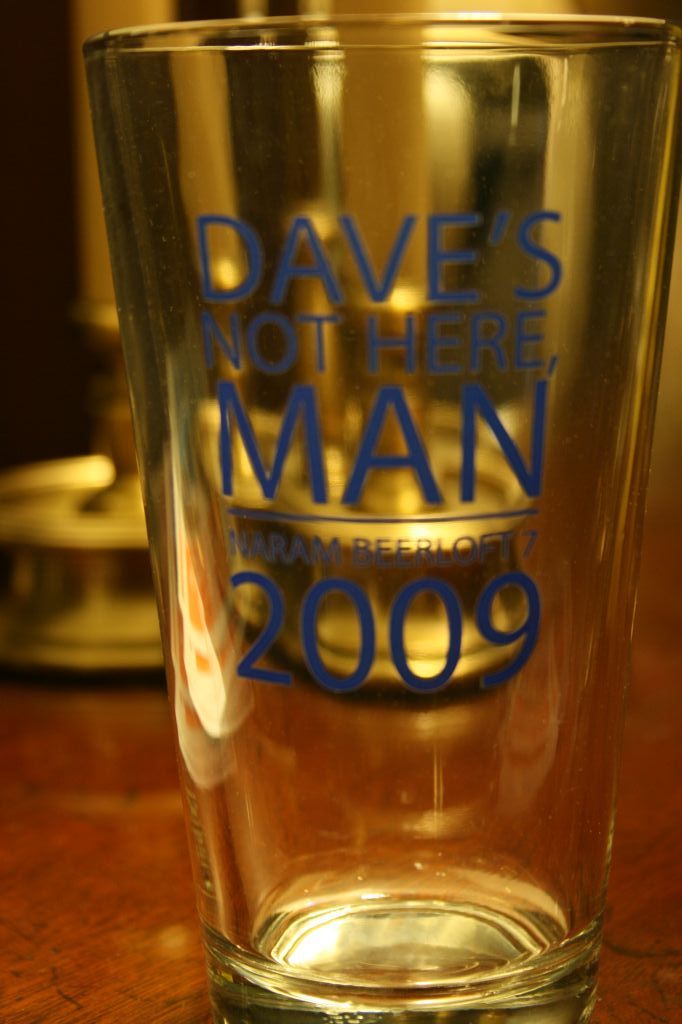 DAVE'S
NOT HERE,
MAN
NARAM BEERLOFT 7
2009